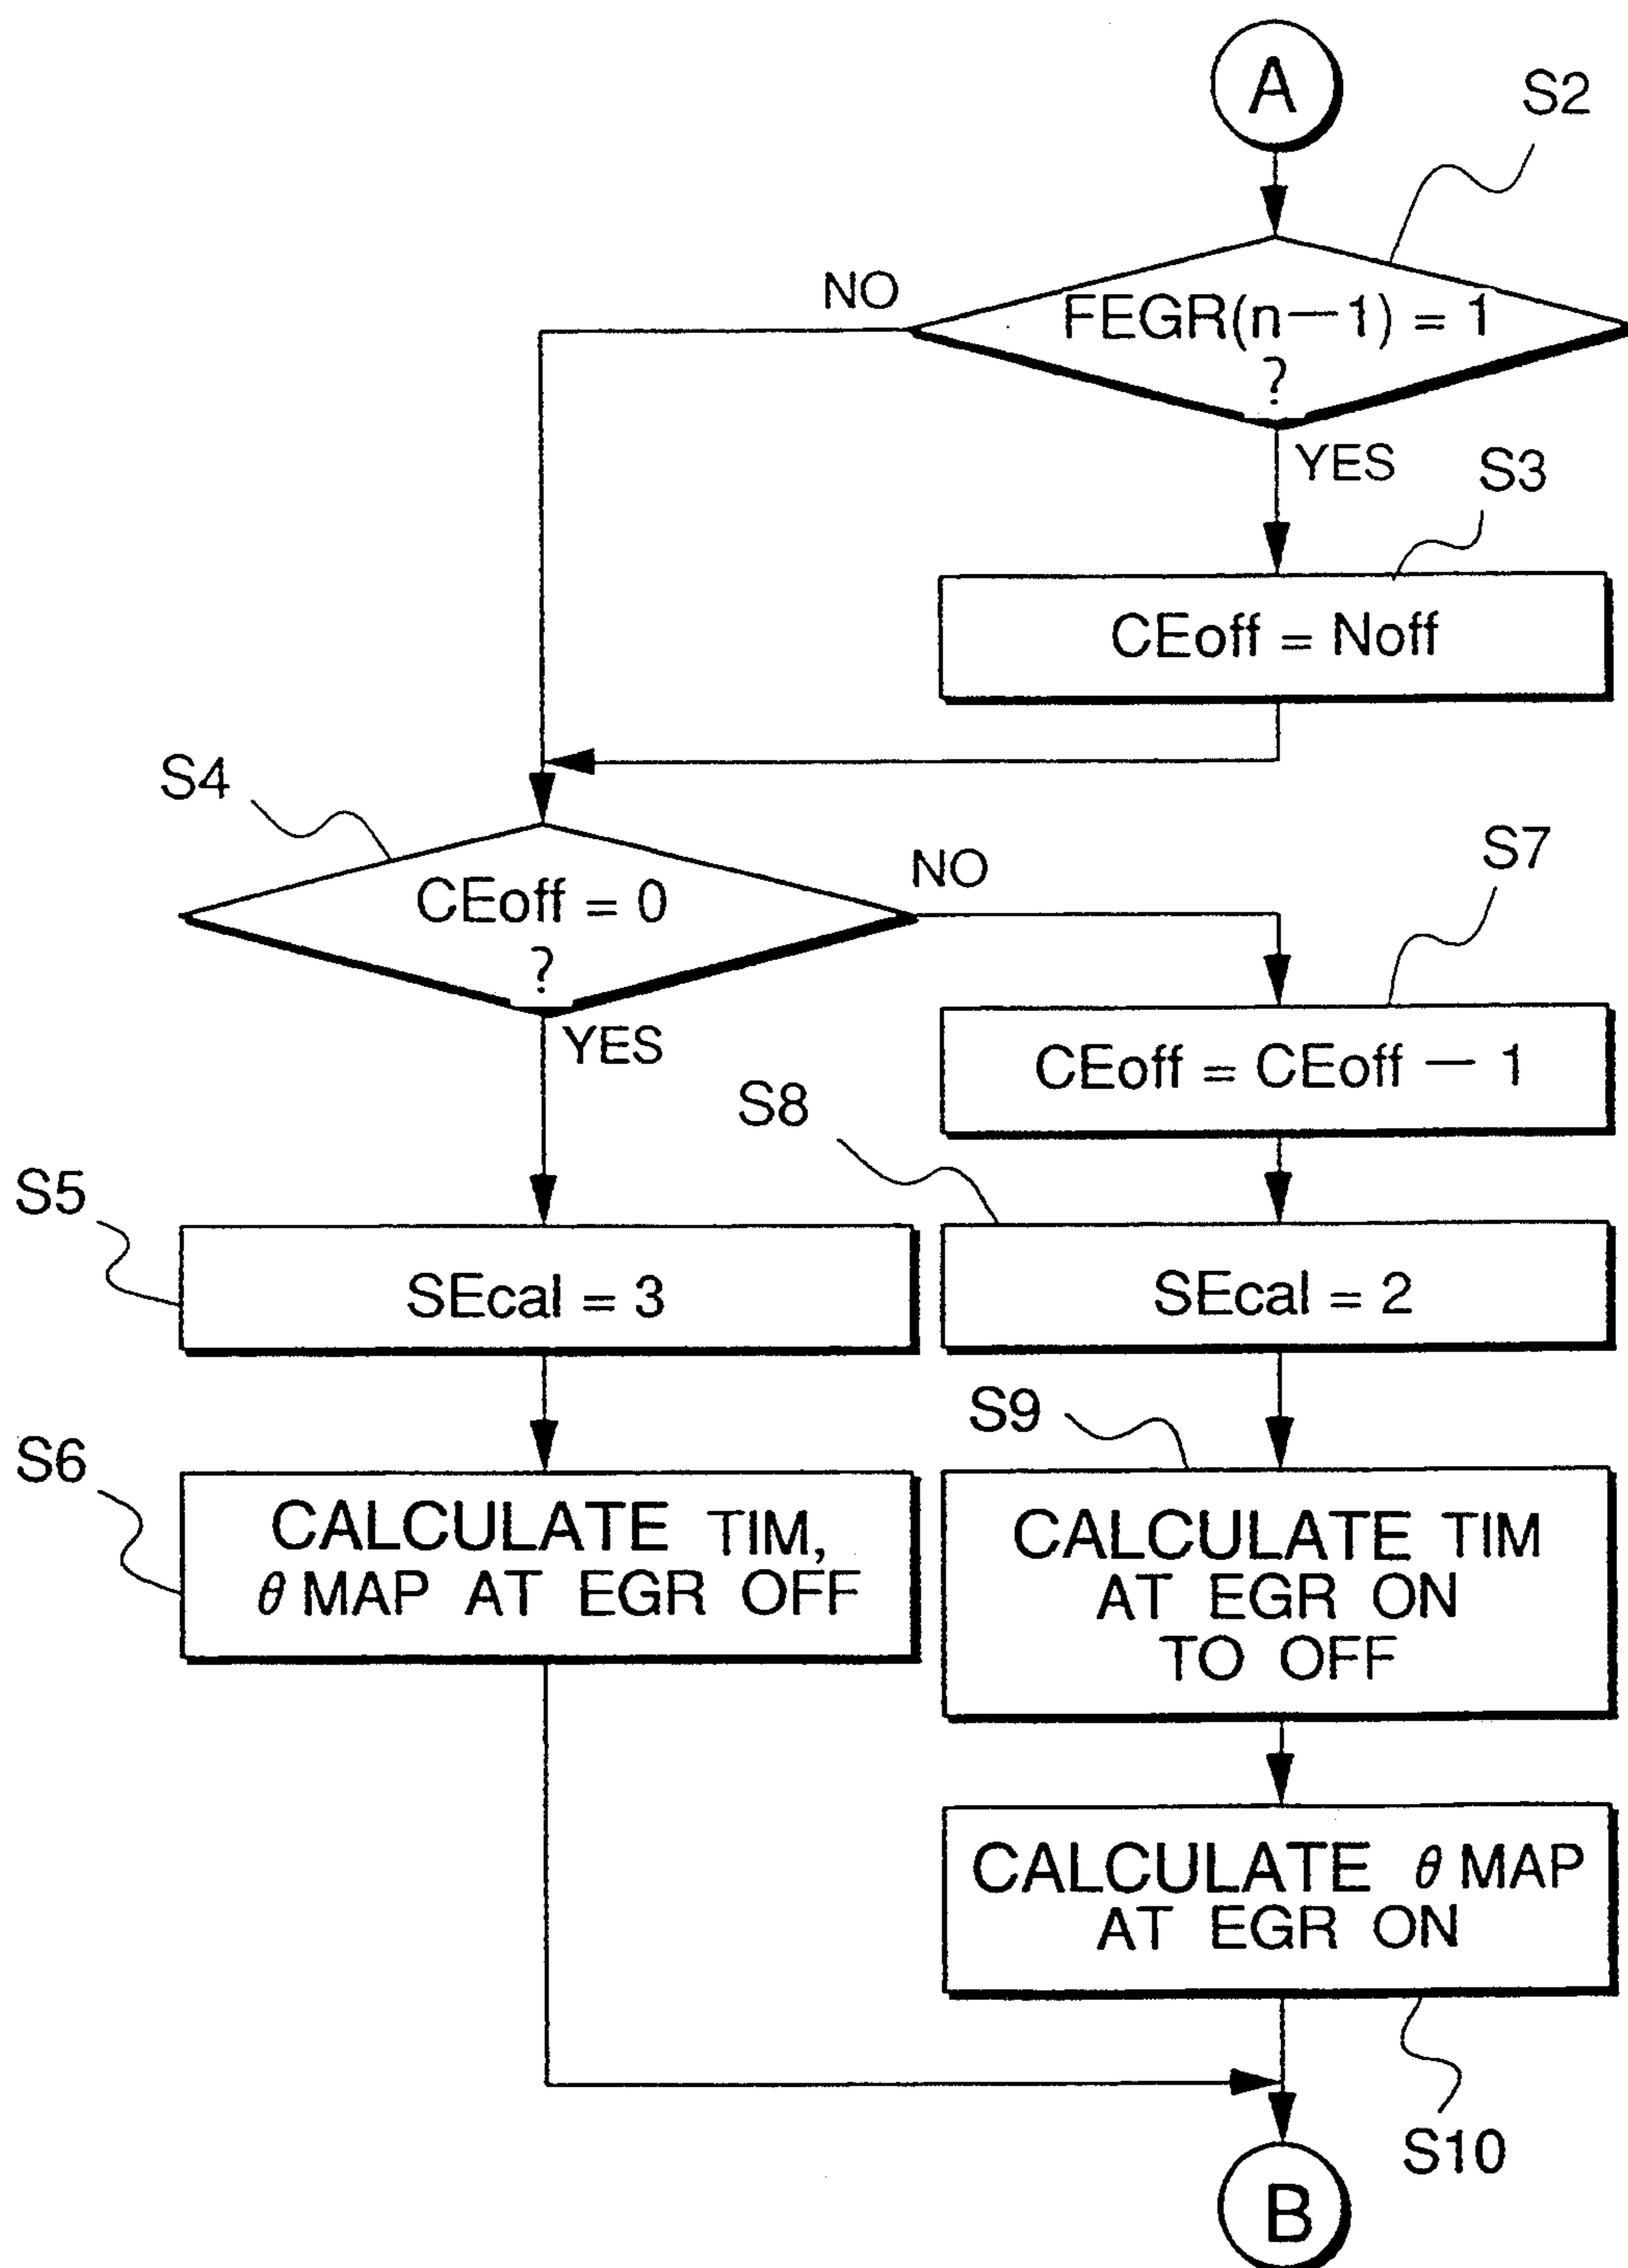 A
S2
NO
FEGR(n—1) = 1
?
YES
S3
CEoff = Noff
S4
CEoff = 0
?
NO
YES
S7
CEoff = CEoff — 1
S8
S5
SEcal = 3
SEcal = 2
S9
S6
CALCULATE TIM,
θ MAP AT EGR OFF
CALCULATE TIM
AT EGR ON
TO OFF
CALCULATE θ MAP
AT EGR ON
S10
B